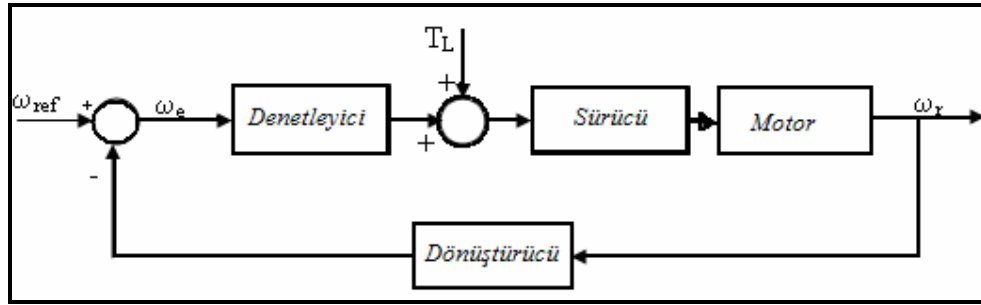 T_L
+
ω_ref
+
ω_e
Denetleyici
+
Sürücü
Motor
ω_r
-
Dönüştürücü